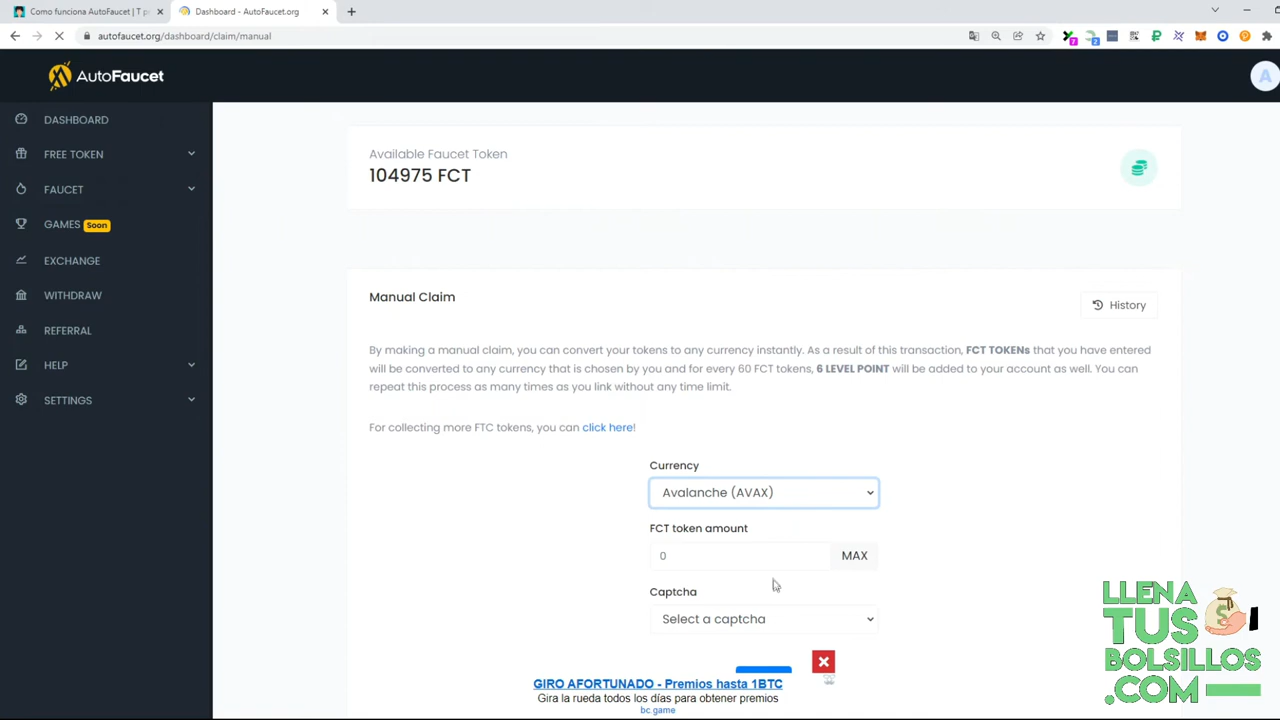 Como funciona AutoFaucet | T pr
Dashboard - AutoFaucet.org
autofaucet.org/dashboard/claim/manual
7
2
AutoFaucet
A
DASHBOARD
FREE TOKEN
FAUCET
GAMES Soon
EXCHANGE
WITHDRAW
REFERRAL
HELP
SETTINGS
Available Faucet Token
104975 FCT
Manual Claim
History
By making a manual claim, you can convert your tokens to any currency instantly. As a result of this transaction, FCT TOKENs that you have entered
will be converted to any currency that is chosen by you and for every 60 FCT tokens, 6 LEVEL POINT will be added to your account as well. You can
repeat this process as many times as you link without any time limit.
For collecting more FTC tokens, you can click here!
Currency
Avalanche (AVAX)
FCT token amount
0 MAX
Captcha
Select a captcha
GIRO AFORTUNADO - Premios hasta 1BTC
Gira la rueda todos los días para obtener premios
bc.game
LLENA
TUS
BOLSILLOS
.COM